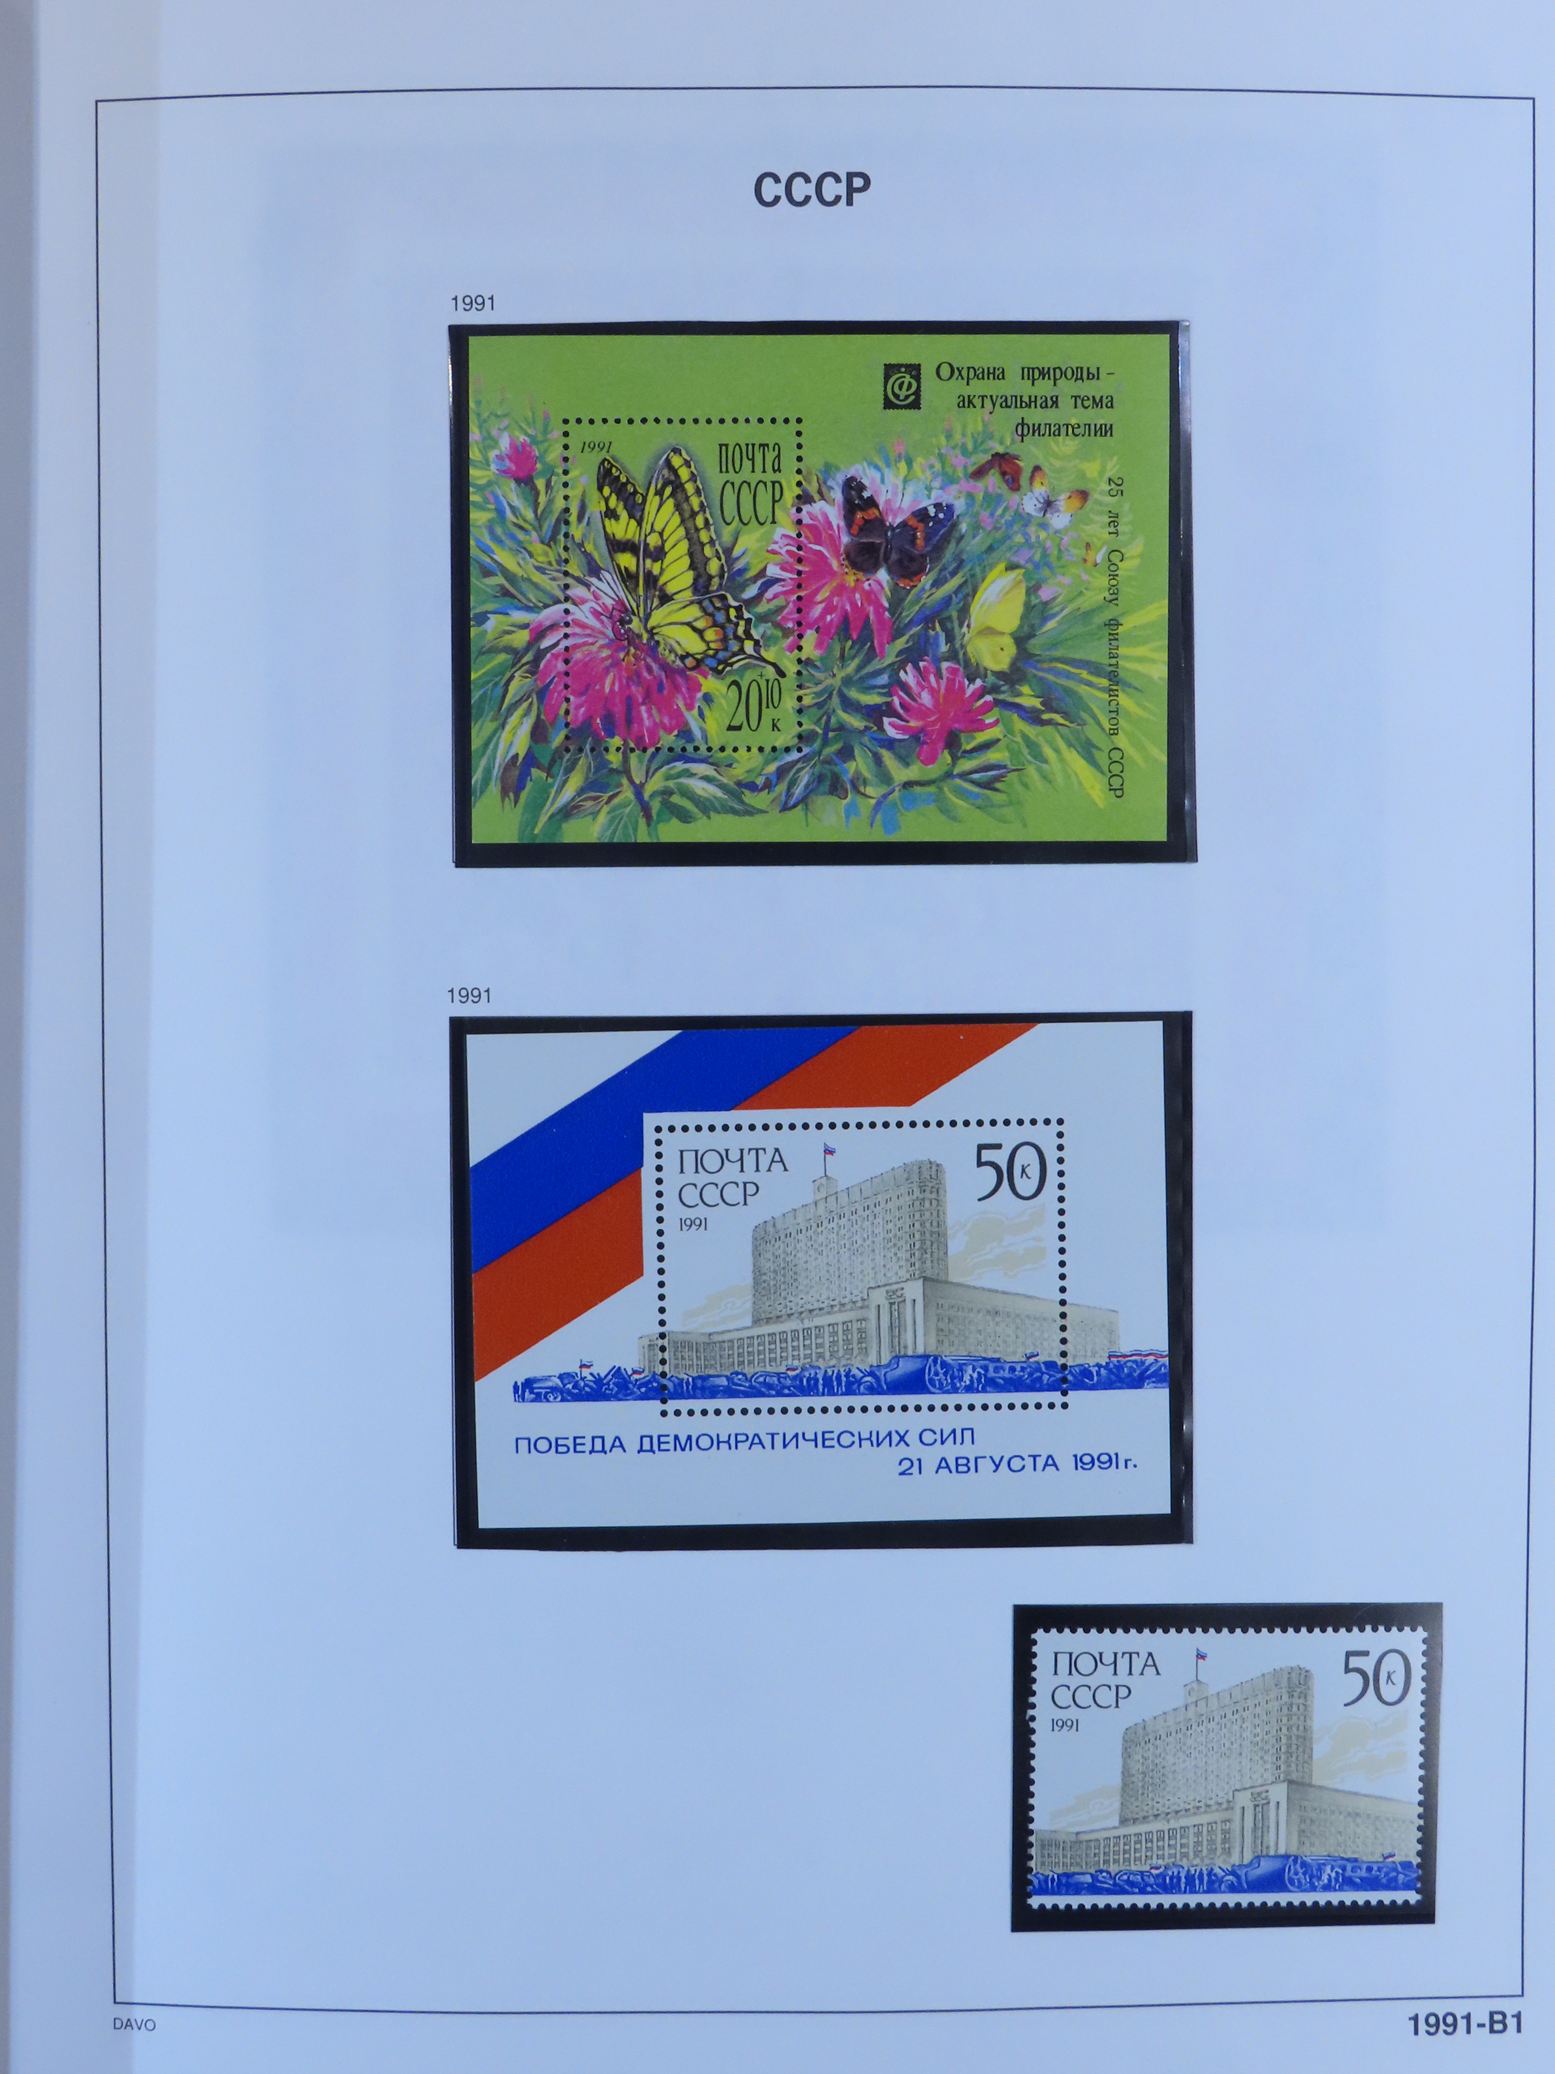 СССР
1991
Охрана природы -
актуальная тема
филателии
25 лет Союзу филателистов СССР
1991
ПОЧТА
СССР
20+10
к
1991
ПОЧТА
СССР
1991
50 к
ПОБЕДА ДЕМОКРАТИЧЕСКИХ СИЛ
21 АВГУСТА 1991 г.
ПОЧТА
СССР
1991
50 к
DAVO
1991-B1